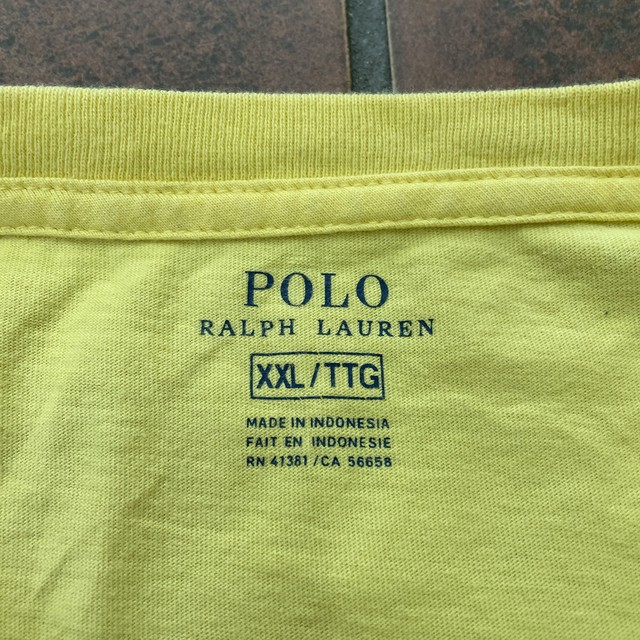 POLO
RALPH LAUREN
XXL/TTG
MADE IN INDONESIA
FAIT EN INDONESIE
RN 41381/CA 56658